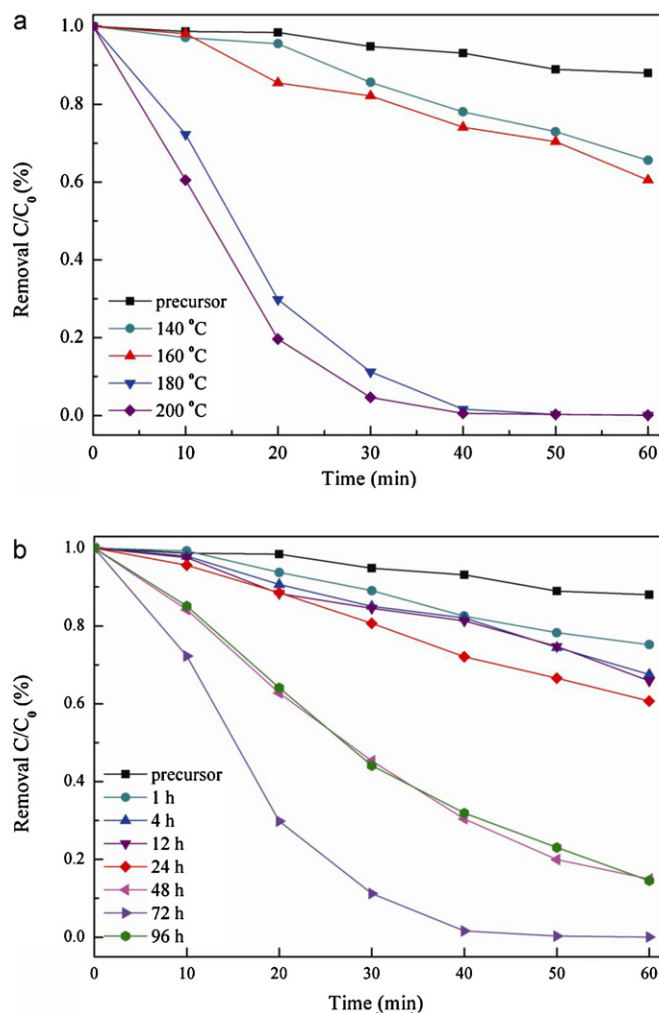 a
1.0
0.8
0.6
0.4
0.2
0.0
Removal C/C₀ (%)
precursor
140 °C
160 °C
180 °C
200 °C
0 10 20 30 40 50 60
Time (min)
b
1.0
0.8
0.6
0.4
0.2
0.0
Removal C/C₀ (%)
precursor
1 h
4 h
12 h
24 h
48 h
72 h
96 h
0 10 20 30 40 50 60
Time (min)